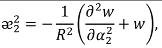 æ₂² = −1/R² (∂²w/∂α₂² + w),